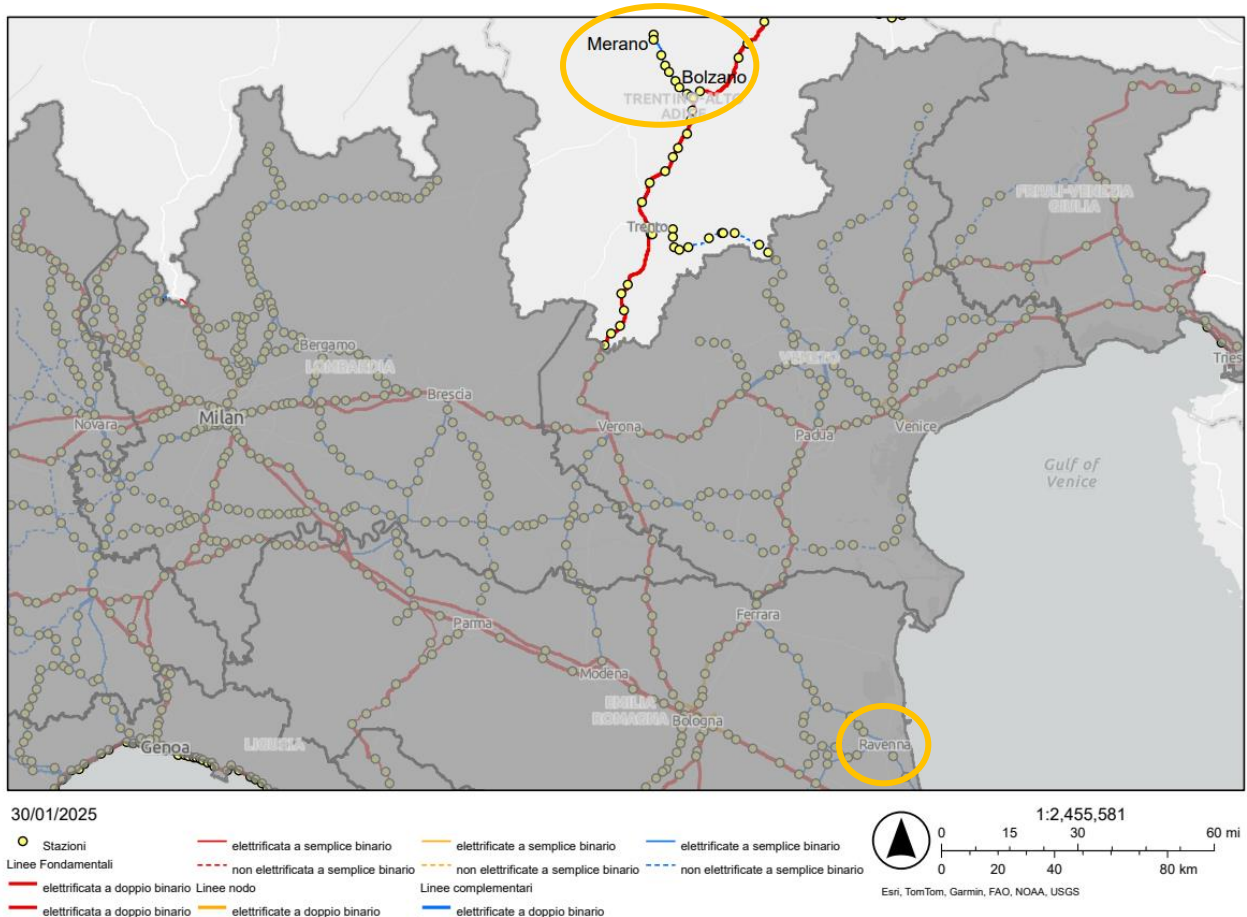 Merano
Bolzano
TRENTINO-ALTO
ADIGE
FRIULI-VENEZIA
GIULIA
Trento
Bergamo
LOMBARDIA
VENETO
Tries
Brescia
Milan
Novara
Verona
Padua
Venice
Gulf of
Venice
Ferrara
Parma
Modena
EMILIA
ROMAGNA
Bologna
Ravenna
Genoa
LIGURIA
30/01/2025
1:2,455,581
Stazioni
elettrificata a semplice binario
elettrificate a semplice binario
elettrificate a semplice binario
0 15 30 60 mi
Linee Fondamentali
non elettrificata a semplice binario
non elettrificate a semplice binario
non elettrificate a semplice binario
0 20 40 80 km
elettrificata a doppio binario
Linee nodo
Linee complementari
Esri, TomTom, Garmin, FAO, NOAA, USGS
elettrificata a doppio binario
elettrificate a doppio binario
elettrificate a doppio binario